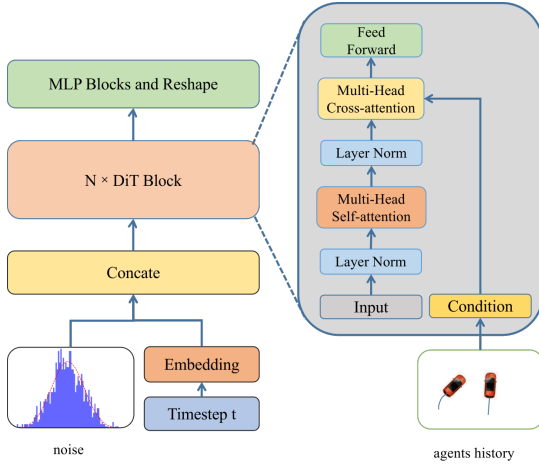 MLP Blocks and Reshape
N × DiT Block
Concate
Embedding
Timestep t
noise
Feed
Forward
Multi-Head
Cross-attention
Layer Norm
Multi-Head
Self-attention
Layer Norm
Input
Condition
agents history